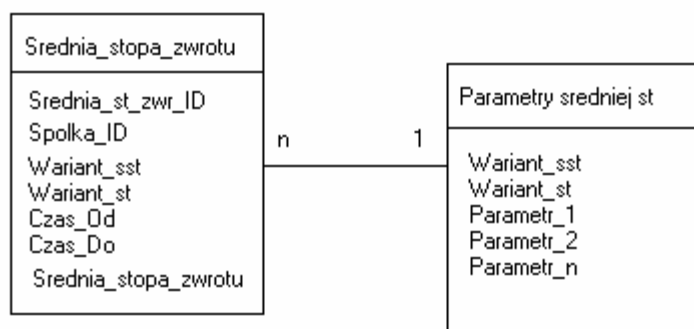 Srednia_stopa_zwrotu
Srednia_st_zwr_ID
Spolka_ID
Wariant_sst
Wariant_st
Czas_Od
Czas_Do
Srednia_stopa_zwrotu
n
1
Parametry sredniej st
Wariant_sst
Wariant_st
Parametr_1
Parametr_2
Parametr_n